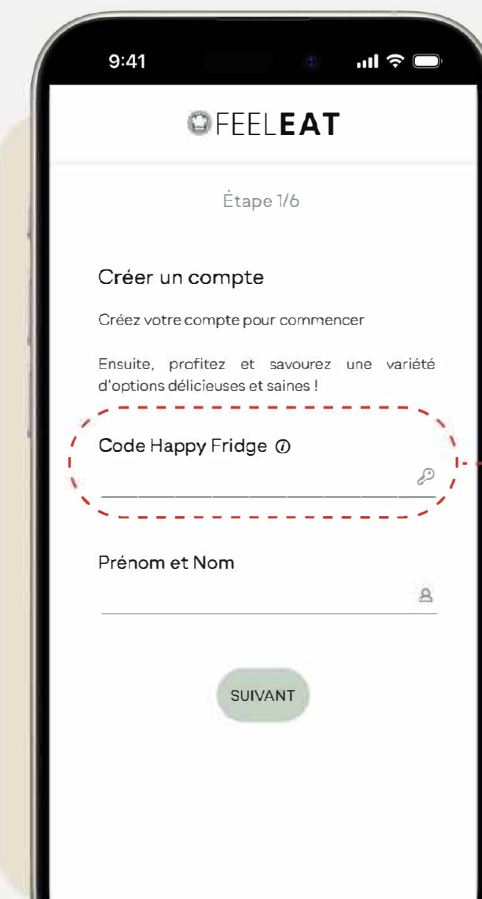 9:41
FEELEAT
Étape 1/6
Créer un compte
Créez votre compte pour commencer
Ensuite, profitez et savourez une variété
d'options délicieuses et saines !
Code Happy Fridge
Prénom et Nom
SUIVANT